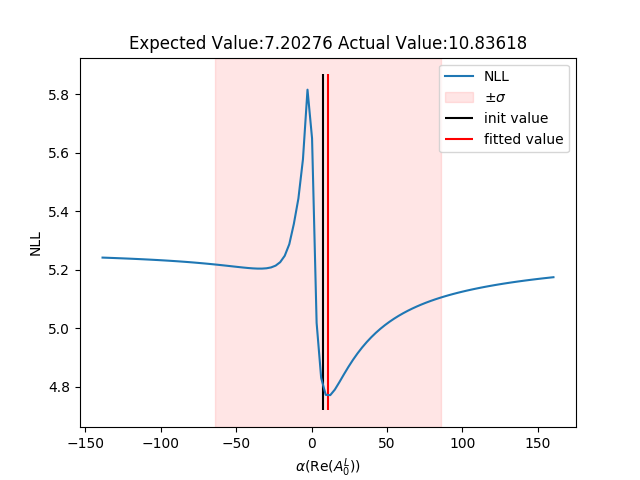 Expected Value:7.20276 Actual Value:10.83618
NLL
±σ
init value
fitted value
5.8
5.6
5.4
5.2
5.0
4.8
NLL
−150 −100 −50 0 50 100 150
α(Re(A₀ᴸ))